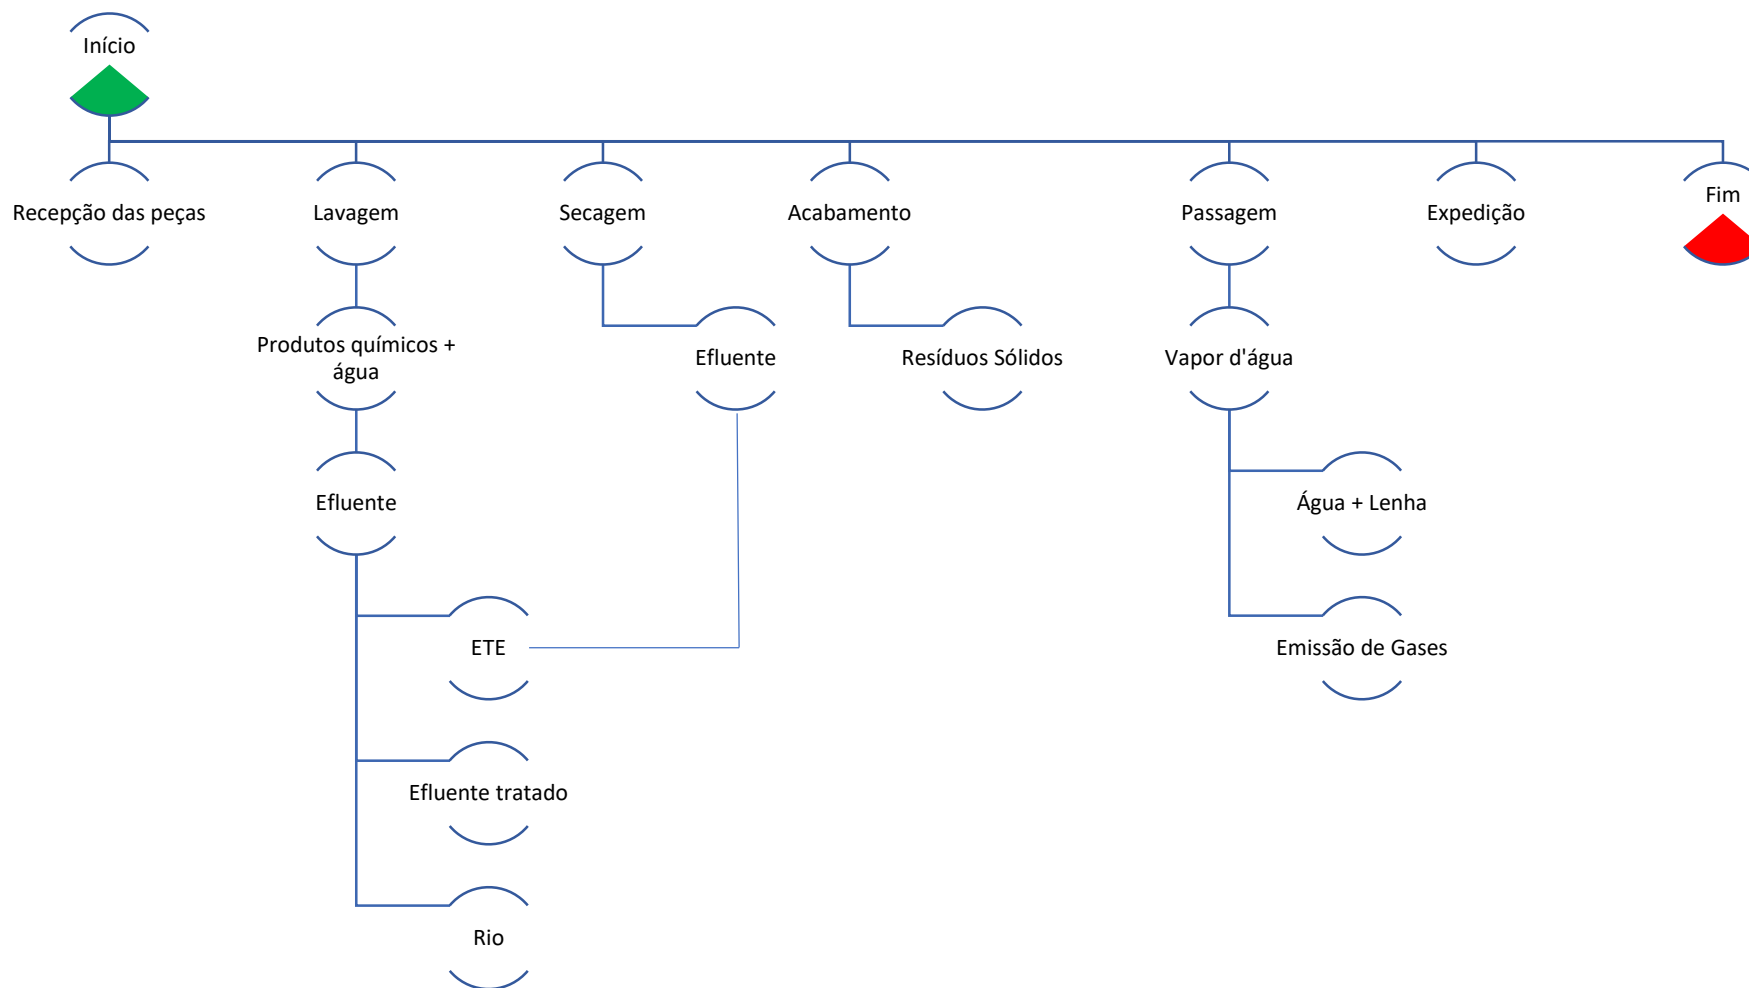 Início
Recepção das peças
Lavagem
Secagem
Acabamento
Passagem
Expedição
Fim
Produtos químicos +
água
Efluente
Resíduos Sólidos
Vapor d'água
Efluente
Água + Lenha
ETE
Emissão de Gases
Efluente tratado
Rio